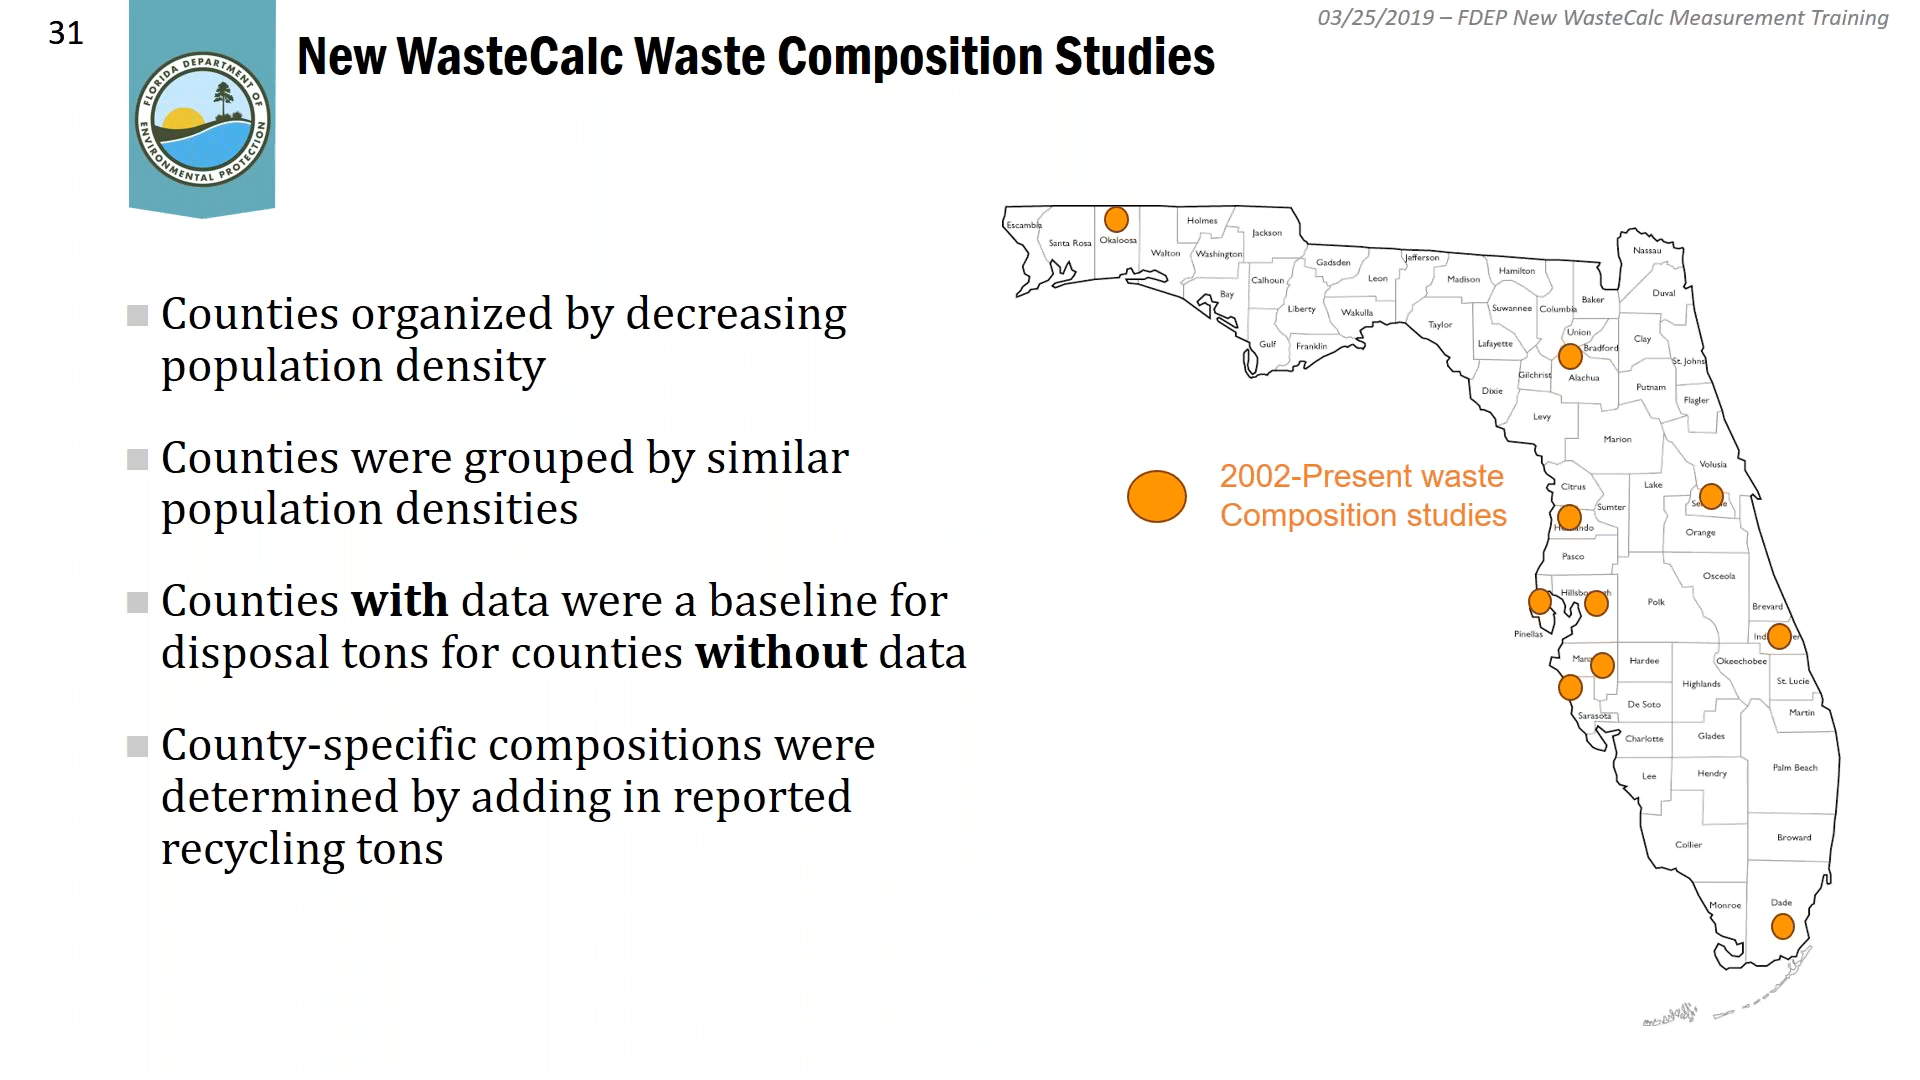 31
03/25/2019 – FDEP New WasteCalc Measurement Training
New WasteCalc Waste Composition Studies
FLORIDA DEPARTMENT OF
ENVIRONMENTAL PROTECTION
Counties organized by decreasing
population density
Counties were grouped by similar
population densities
Counties with data were a baseline for
disposal tons for counties without data
County-specific compositions were
determined by adding in reported
recycling tons
2002-Present waste
Composition studies
Escambia
Santa Rosa
Okaloosa
Walton
Holmes
Washington
Jackson
Bay
Calhoun
Gulf
Liberty
Franklin
Gadsden
Leon
Wakulla
Jefferson
Madison
Taylor
Hamilton
Suwannee
Lafayette
Dixie
Columbia
Gilchrist
Levy
Baker
Union
Bradford
Alachua
Nassau
Duval
Clay
St. Johns
Putnam
Flagler
Marion
Volusia
Citrus
Sumter
Lake
Orange
Pasco
Osceola
Polk
Brevard
Pinellas
Hardee
Okeechobee
Highlands
St. Lucie
De Soto
Sarasota
Martin
Charlotte
Glades
Lee
Hendry
Palm Beach
Collier
Broward
Monroe
Dade